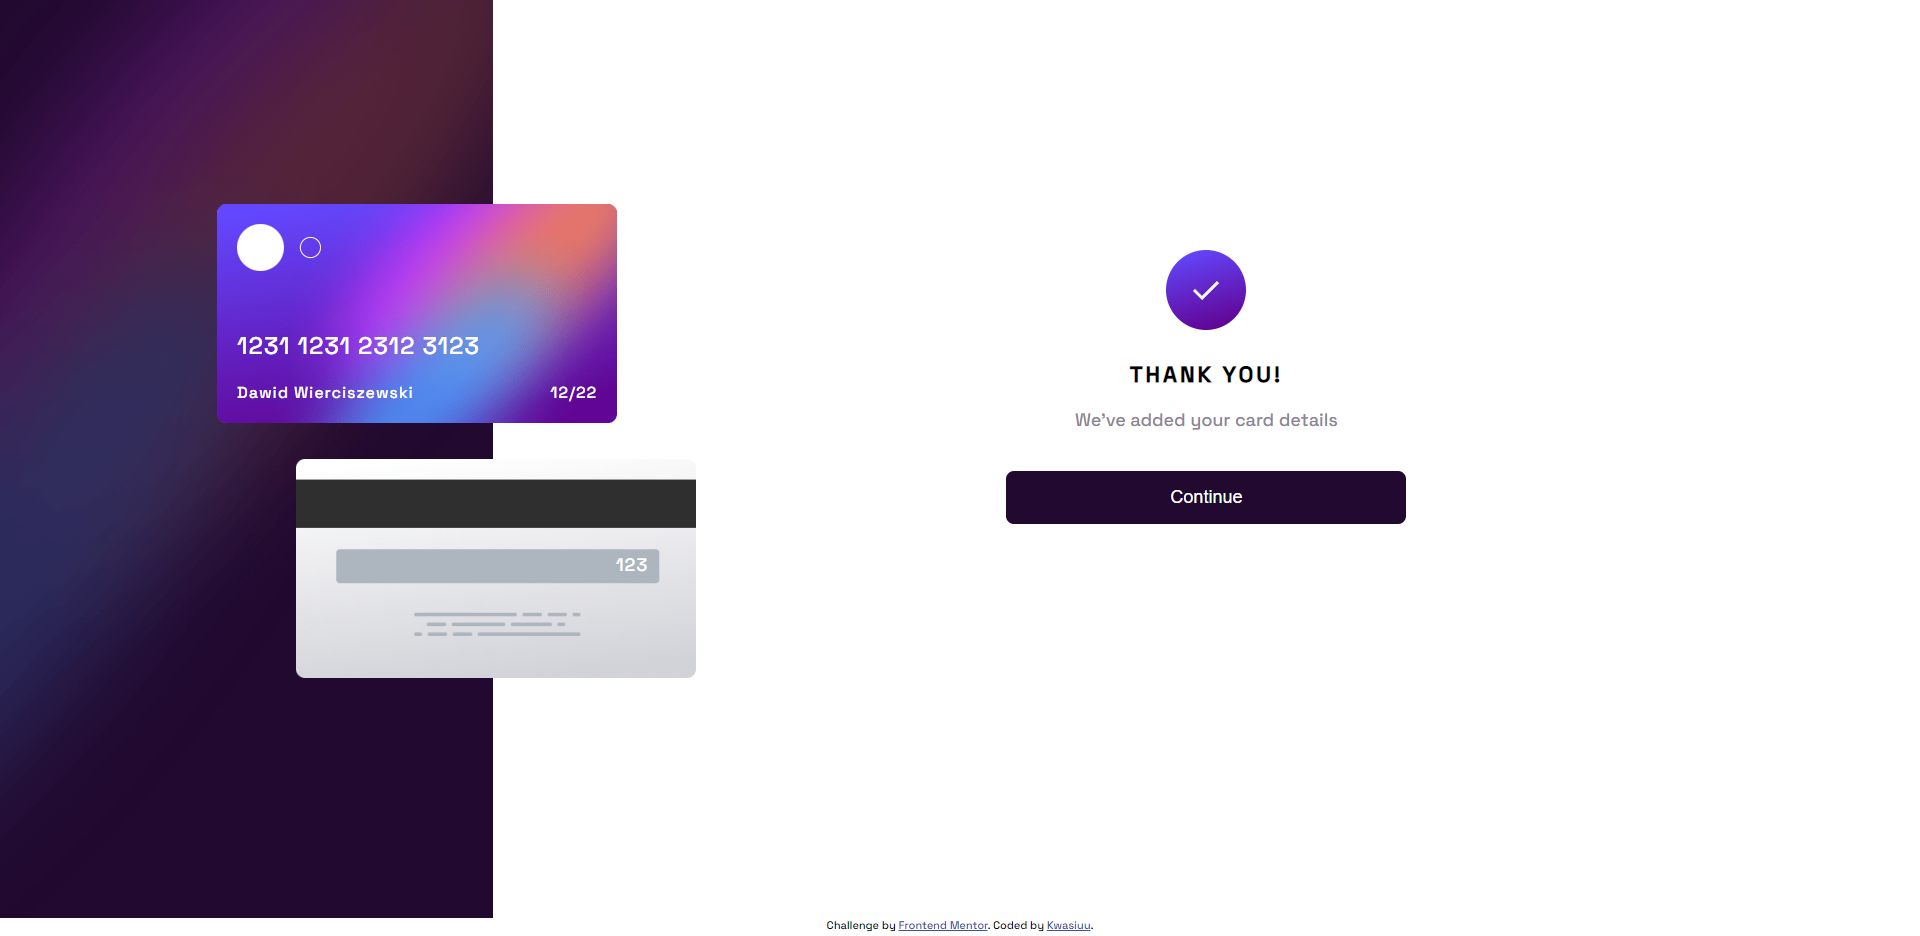 1231 1231 2312 3123
Dawid Wierciszewski 12/22
123
THANK YOU!
We've added your card details
Continue
Challenge by Frontend Mentor. Coded by Kwasiuu.